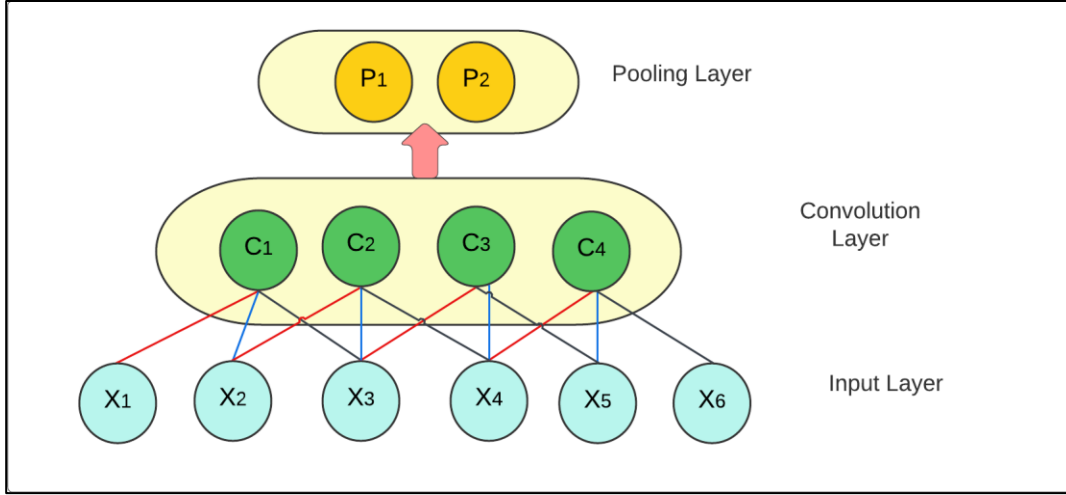 P1 P2
Pooling Layer
C1 C2 C3 C4
Convolution
Layer
X1 X2 X3 X4 X5 X6
Input Layer